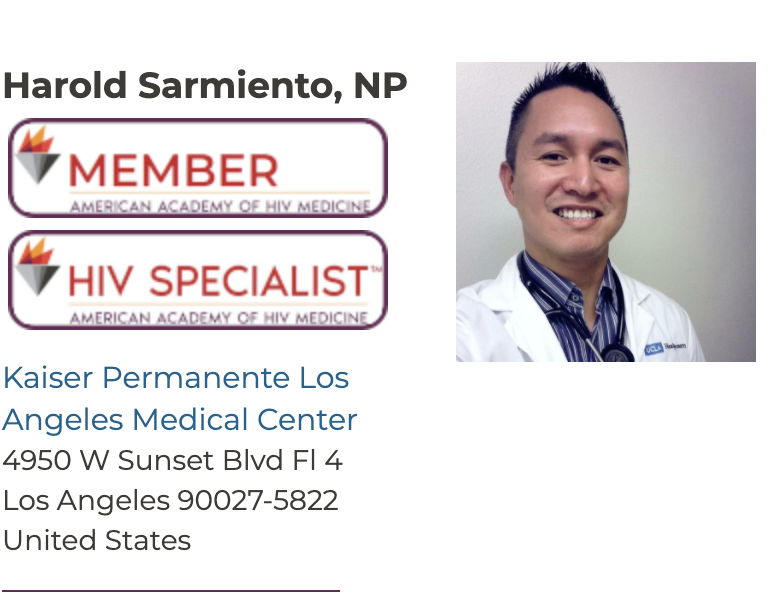 Harold Sarmiento, NP
MEMBER
AMERICAN ACADEMY OF HIV MEDICINE
HIV SPECIALIST™
AMERICAN ACADEMY OF HIV MEDICINE
UCLA Health
Kaiser Permanente Los
Angeles Medical Center
4950 W Sunset Blvd Fl 4
Los Angeles 90027-5822
United States